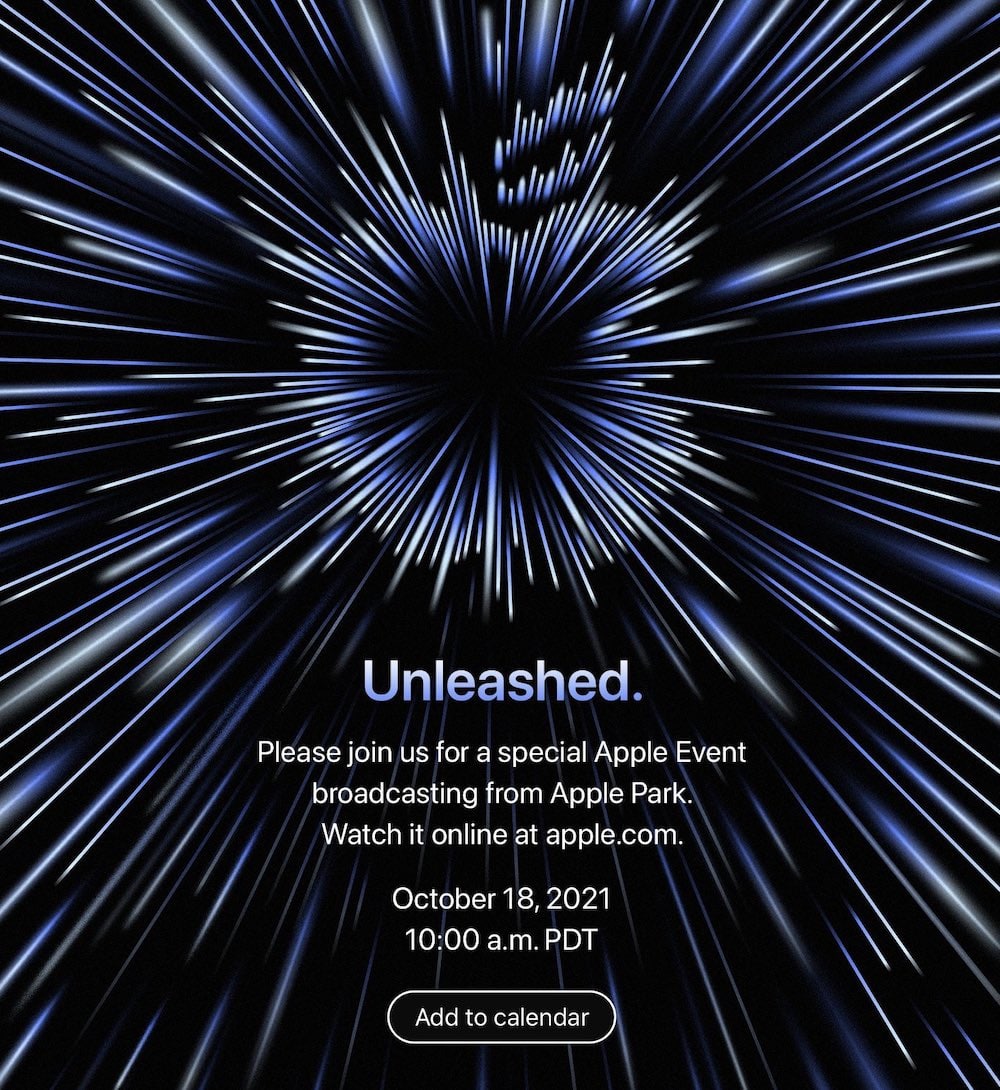 Unleashed.
Please join us for a special Apple Event
broadcasting from Apple Park.
Watch it online at apple.com.
October 18, 2021
10:00 a.m. PDT
Add to calendar